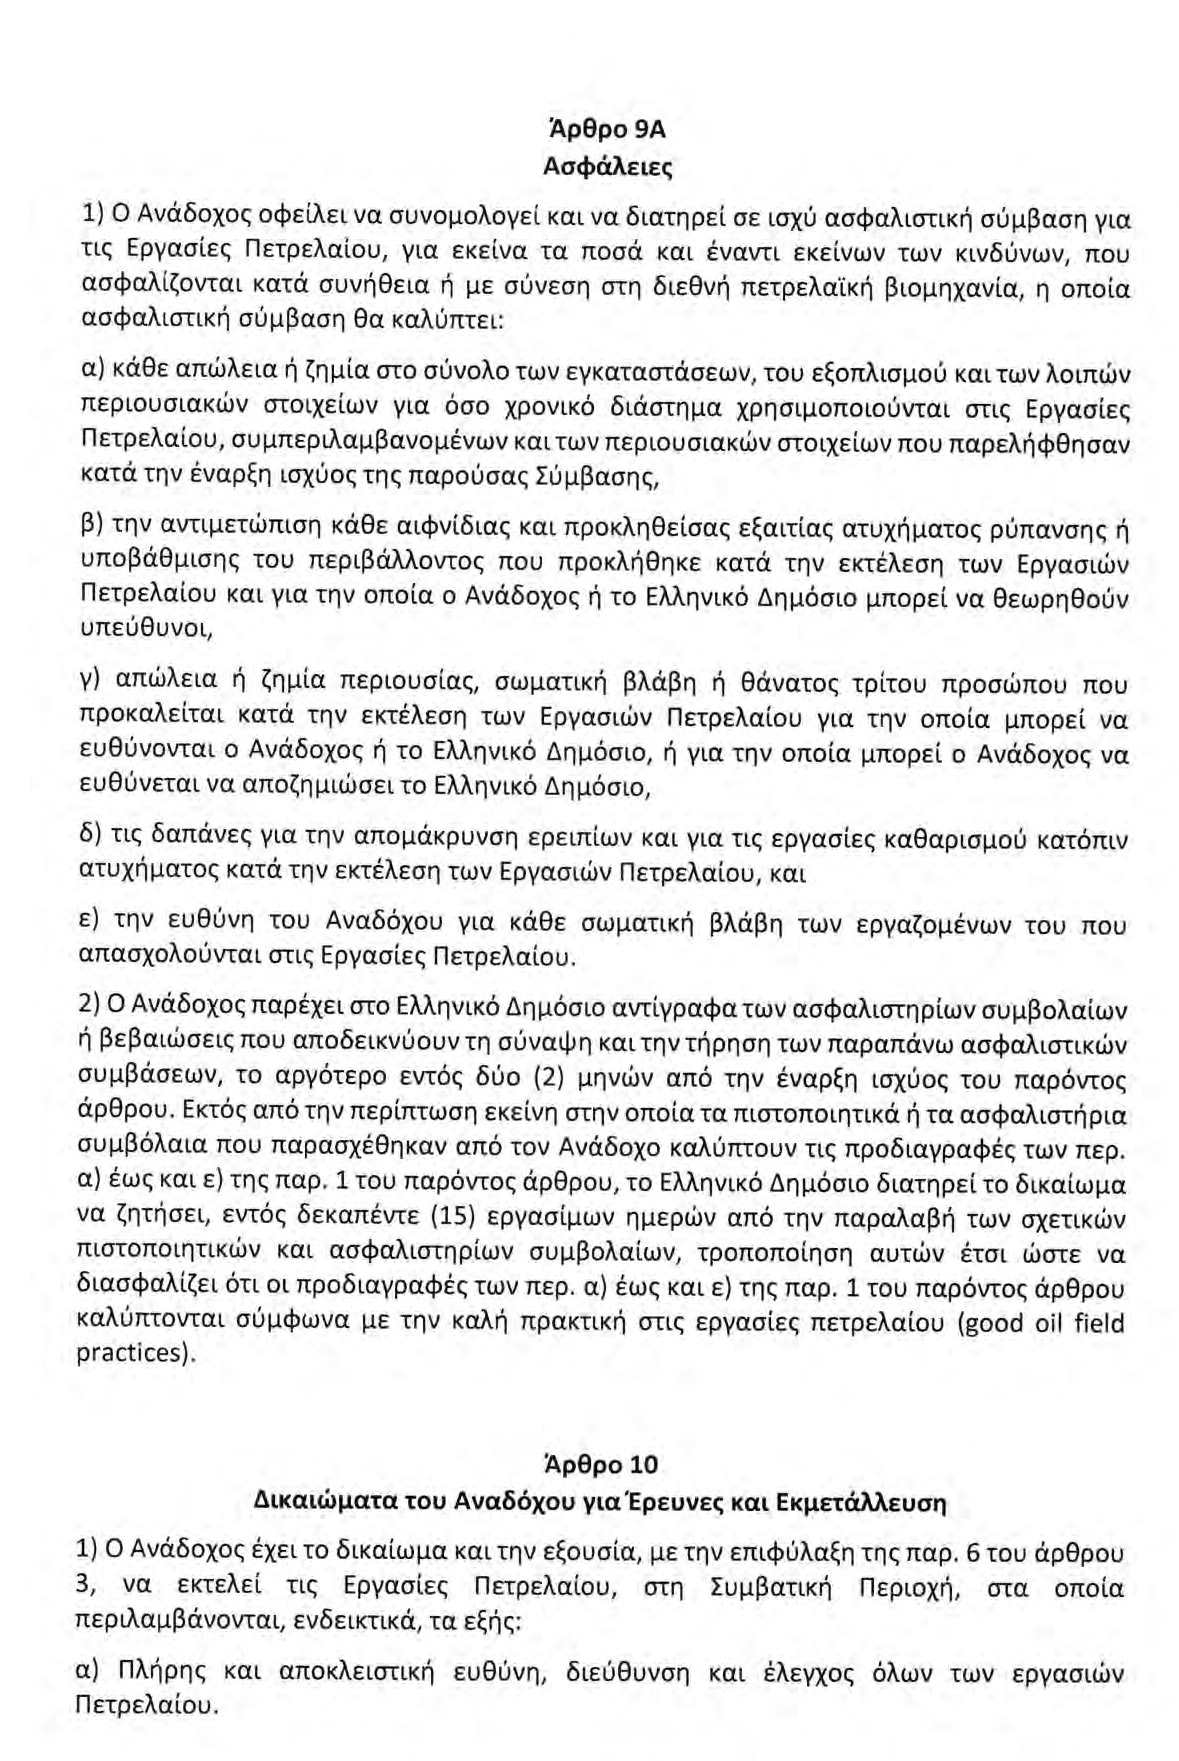 Άρθρο 9Α
Ασφάλειες
1) Ο Ανάδοχος οφείλει να συνομολογεί και να διατηρεί σε ισχύ ασφαλιστική σύμβαση για
τις Εργασίες Πετρελαίου, για εκείνα τα ποσά και έναντι εκείνων των κινδύνων, που
ασφαλίζονται κατά συνήθεια ή με σύνεση στη διεθνή πετρελαϊκή βιομηχανία, η οποία
ασφαλιστική σύμβαση θα καλύπτει:
α) κάθε απώλεια ή ζημία στο σύνολο των εγκαταστάσεων, του εξοπλισμού και των λοιπών
περιουσιακών στοιχείων για όσο χρονικό διάστημα χρησιμοποιούνται στις Εργασίες
Πετρελαίου, συμπεριλαμβανομένων και των περιουσιακών στοιχείων που παρελήφθησαν
κατά την έναρξη ισχύος της παρούσας Σύμβασης,
β) την αντιμετώπιση κάθε αιφνίδιας και προκληθείσας εξαιτίας ατυχήματος ρύπανσης ή
υποβάθμισης του περιβάλλοντος που προκλήθηκε κατά την εκτέλεση των Εργασιών
Πετρελαίου και για την οποία ο Ανάδοχος ή το Ελληνικό Δημόσιο μπορεί να θεωρηθούν
υπεύθυνοι,
γ) απώλεια ή ζημία περιουσίας, σωματική βλάβη ή θάνατος τρίτου προσώπου που
προκαλείται κατά την εκτέλεση των Εργασιών Πετρελαίου για την οποία μπορεί να
ευθύνονται ο Ανάδοχος ή το Ελληνικό Δημόσιο, ή για την οποία μπορεί ο Ανάδοχος να
ευθύνεται να αποζημιώσει το Ελληνικό Δημόσιο,
δ) τις δαπάνες για την απομάκρυνση ερειπίων και για τις εργασίες καθαρισμού κατόπιν
ατυχήματος κατά την εκτέλεση των Εργασιών Πετρελαίου, και
ε) την ευθύνη του Αναδόχου για κάθε σωματική βλάβη των εργαζομένων του που
απασχολούνται στις Εργασίες Πετρελαίου.
2) Ο Ανάδοχος παρέχει στο Ελληνικό Δημόσιο αντίγραφα των ασφαλιστηρίων συμβολαίων
ή βεβαιώσεις που αποδεικνύουν τη σύναψη και την τήρηση των παραπάνω ασφαλιστικών
συμβάσεων, το αργότερο εντός δύο (2) μηνών από την έναρξη ισχύος του παρόντος
άρθρου. Εκτός από την περίπτωση εκείνη στην οποία τα πιστοποιητικά ή τα ασφαλιστήρια
συμβόλαια που παρασχέθηκαν από τον Ανάδοχο καλύπτουν τις προδιαγραφές των περ.
α) έως και ε) της παρ. 1 του παρόντος άρθρου, το Ελληνικό Δημόσιο διατηρεί το δικαίωμα
να ζητήσει, εντός δεκαπέντε (15) εργασίμων ημερών από την παραλαβή των σχετικών
πιστοποιητικών και ασφαλιστηρίων συμβολαίων, τροποποίηση αυτών έτσι ώστε να
διασφαλίζει ότι οι προδιαγραφές των περ. α) έως και ε) της παρ. 1 του παρόντος άρθρου
καλύπτονται σύμφωνα με την καλή πρακτική στις εργασίες πετρελαίου (good oil field
practices).
Άρθρο 10
Δικαιώματα του Αναδόχου για Έρευνες και Εκμετάλλευση
1) Ο Ανάδοχος έχει το δικαίωμα και την εξουσία, με την επιφύλαξη της παρ. 6 του άρθρου
3, να εκτελεί τις Εργασίες Πετρελαίου, στη Συμβατική Περιοχή, στα οποία
περιλαμβάνονται, ενδεικτικά, τα εξής:
α) Πλήρης και αποκλειστική ευθύνη, διεύθυνση και έλεγχος όλων των εργασιών
Πετρελαίου.